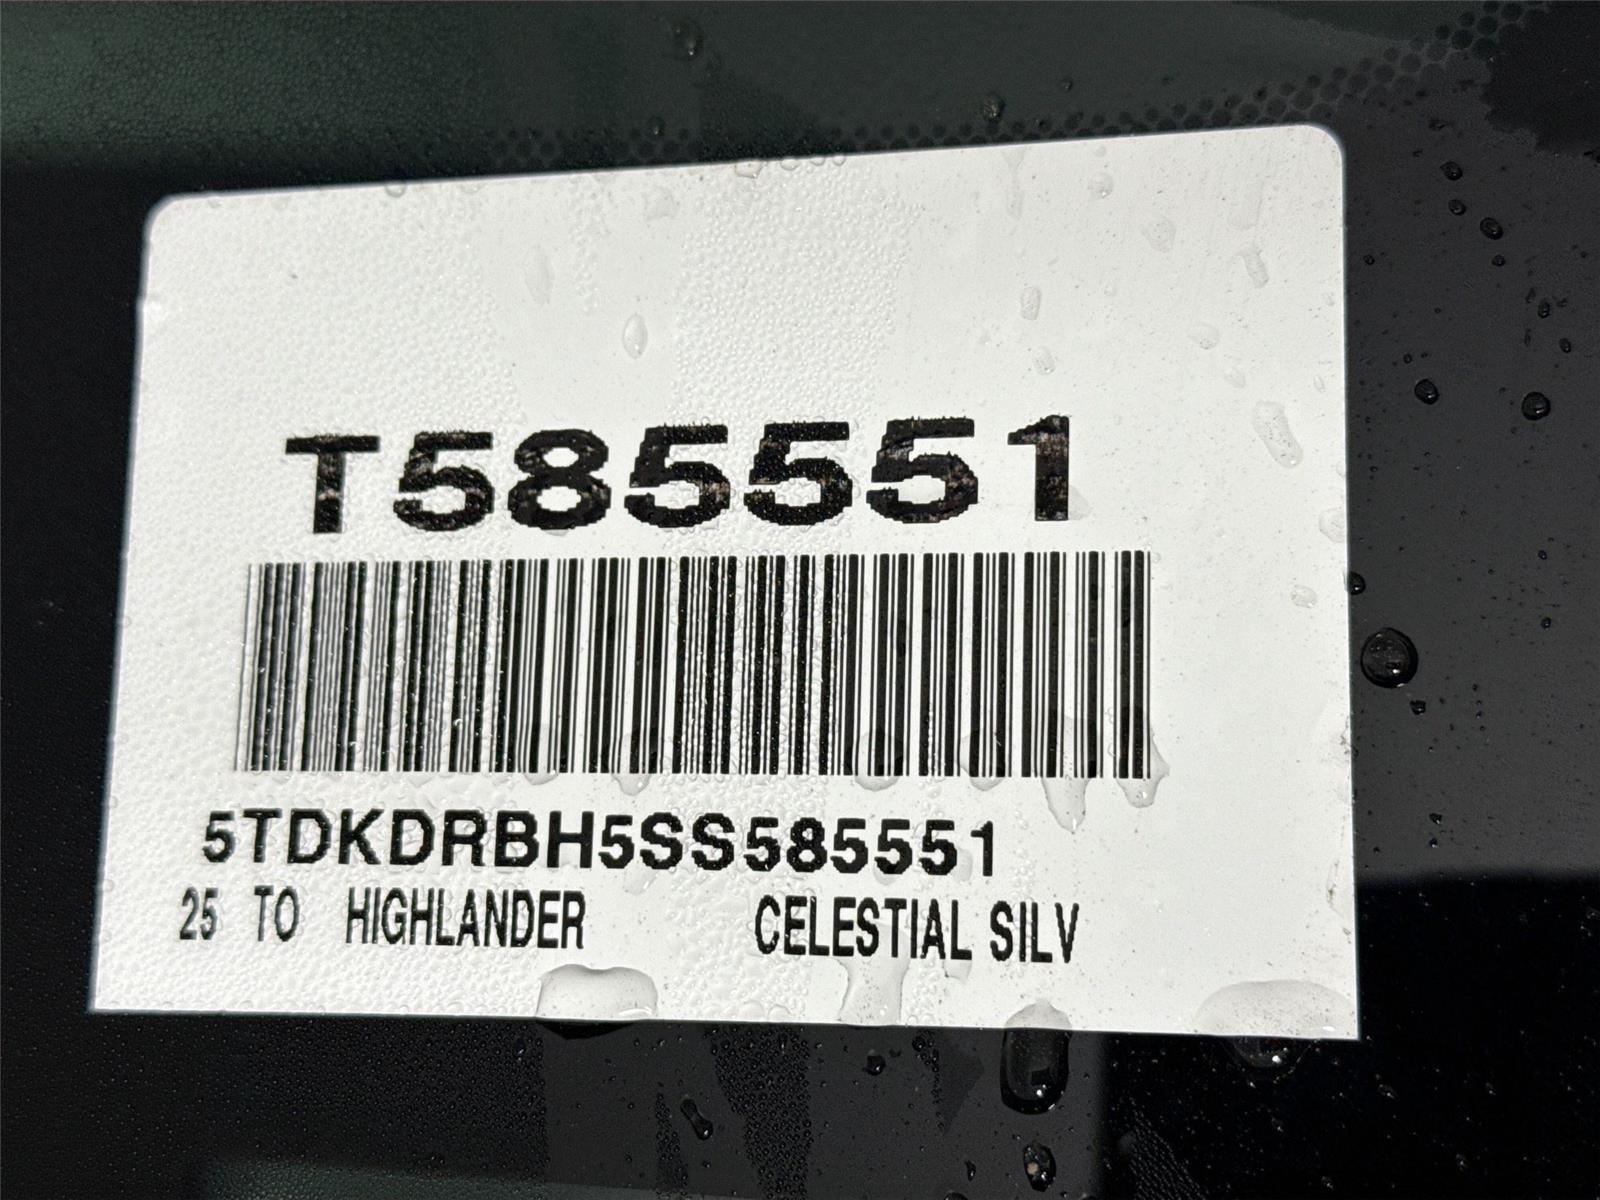 T585551
5TDKDRBH5SS585551
25 TO HIGHLANDER CELESTIAL SILV